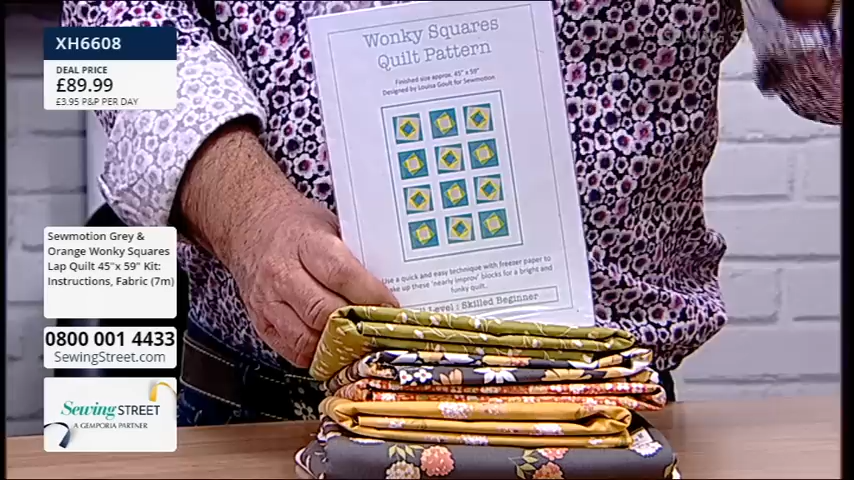 XH6608
DEAL PRICE
£89.99
£3.95 P&P PER DAY
Sewmotion Grey &
Orange Wonky Squares
Lap Quilt 45"x 59" Kit:
Instructions, Fabric (7m)
0800 001 4433
SewingStreet.com
Sewing STREET
A GEMPORIA PARTNER
SEWING STREET
Wonky Squares
Quilt Pattern
Finished size approx. 45" x 59"
Designed by Louisa Goult for Sewmotion
Use a quick and easy technique with freezer paper to
make up these 'nearly improv' blocks for a bright and
funky quilt.
Level : Skilled Beginner